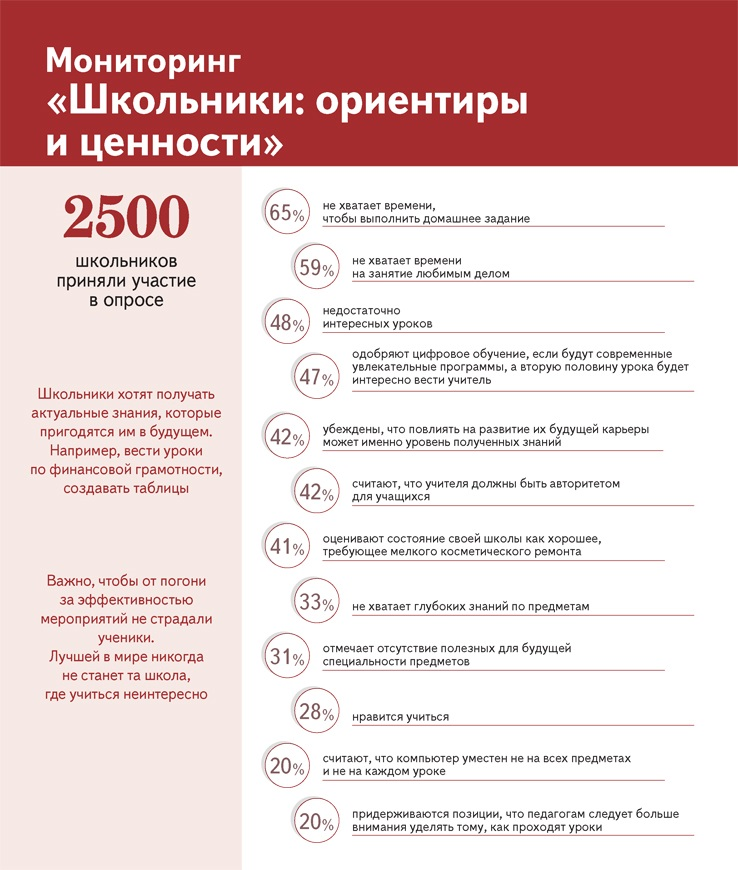 Мониторинг
«Школьники: ориентиры
и ценности»
2500
школьников
приняли участие
в опросе
Школьники хотят получать
актуальные знания, которые
пригодятся им в будущем.
Например, вести уроки
по финансовой грамотности,
создавать таблицы
Важно, чтобы от погони
за эффективностью
мероприятий не страдали
ученики.
Лучшей в мире никогда
не станет та школа,
где учиться неинтересно
65%
не хватает времени,
чтобы выполнить домашнее задание
59%
не хватает времени
на занятие любимым делом
48%
недостаточно
интересных уроков
47%
одобряют цифровое обучение, если будут современные
увлекательные программы, а вторую половину урока будет
интересно вести учитель
42%
убеждены, что повлиять на развитие их будущей карьеры
может именно уровень полученных знаний
42%
считают, что учителя должны быть авторитетом
для учащихся
41%
оценивают состояние своей школы как хорошее,
требующее мелкого косметического ремонта
33%
не хватает глубоких знаний по предметам
31%
отмечает отсутствие полезных для будущей
специальности предметов
28%
нравится учиться
20%
считают, что компьютер уместен не на всех предметах
и не на каждом уроке
20%
придерживаются позиции, что педагогам следует больше
внимания уделять тому, как проходят уроки